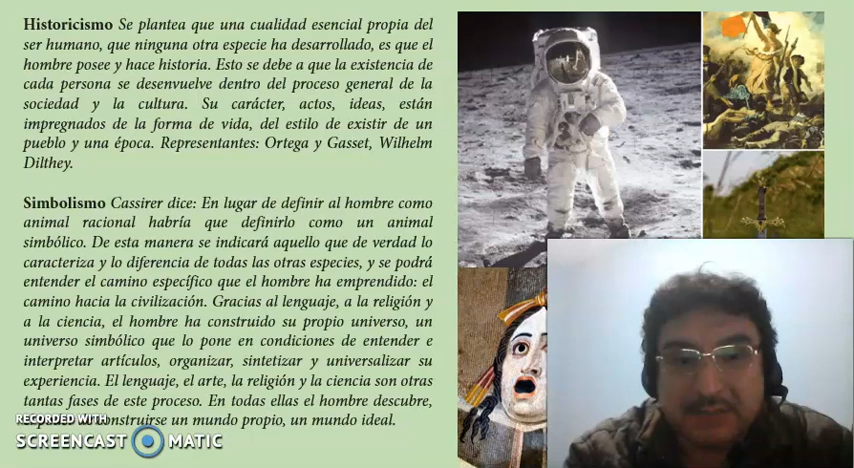 Historicismo Se plantea que una cualidad esencial propia del
ser humano, que ninguna otra especie ha desarrollado, es que el
hombre posee y hace historia. Esto se debe a que la existencia de
cada persona se desenvuelve dentro del proceso general de la
sociedad y la cultura. Su carácter, actos, ideas, están
impregnados de la forma de vida, del estilo de existir de un
pueblo y una época. Representantes: Ortega y Gasset, Wilhelm
Dilthey.
Simbolismo Cassirer dice: En lugar de definir al hombre como
animal racional habría que definirlo como un animal
simbólico. De esta manera se indicará aquello que de verdad lo
caracteriza y lo diferencia de todas las otras especies, y se podrá
entender el camino específico que el hombre ha emprendido: el
camino hacia la civilización. Gracias al lenguaje, a la religión y
a la ciencia, el hombre ha construido su propio universo, un
universo simbólico que lo pone en condiciones de entender e
interpretar artículos, organizar, sintetizar y universalizar su
experiencia. El lenguaje, el arte, la religión y la ciencia son otras
tantas fases de este proceso. En todas ellas el hombre descubre,
construirse un mundo propio, un mundo ideal.
RECORDED WITH
SCREENCAST MATIC